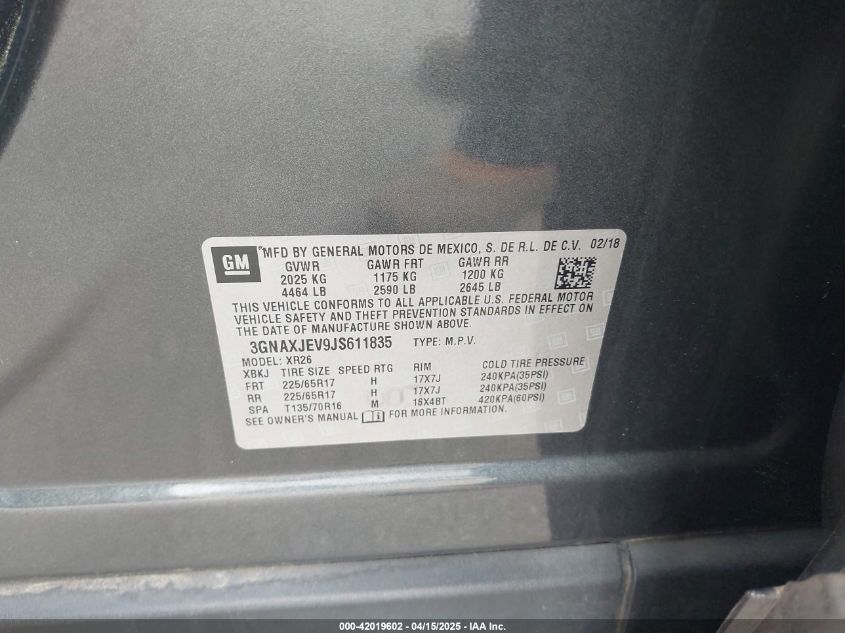 GM
MFD BY GENERAL MOTORS DE MEXICO, S. DE R.L. DE C.V. 02/18
GVWR GAWR FRT GAWR RR
2025 KG 1175 KG 1200 KG
4464 LB 2590 LB 2645 LB
THIS VEHICLE CONFORMS TO ALL APPLICABLE U.S. FEDERAL MOTOR
VEHICLE SAFETY AND THEFT PREVENTION STANDARDS IN EFFECT ON
THE DATE OF MANUFACTURE SHOWN ABOVE.
3GNAXJEV9JS611835 TYPE: M.P.V.
MODEL: XR26
XBKJ TIRE SIZE SPEED RTG RIM COLD TIRE PRESSURE
FRT 225/65R17 H 17X7J 240KPA(35PSI)
RR 225/65R17 H 17X7J 240KPA(35PSI)
SPA T135/70R16 M 16X4BT 420KPA(60PSI)
SEE OWNER'S MANUAL FOR MORE INFORMATION.
000-42019602 - 04/15/2025 - IAA Inc.